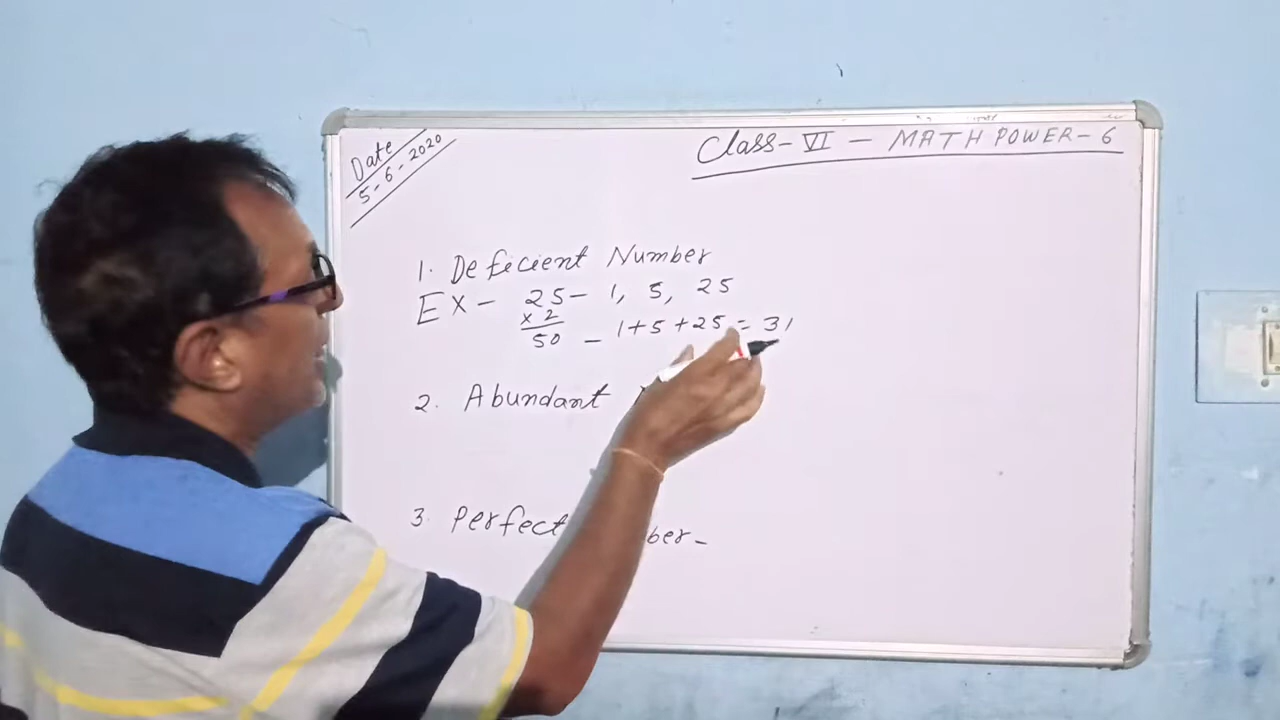 Date
5-6-2020
Class-VI - MATH POWER-6
1. Deficient Number
EX - 25 - 1, 5, 25
x 2
50 - 1+5+25 = 31
2. Abundant
3. Perfect ber-